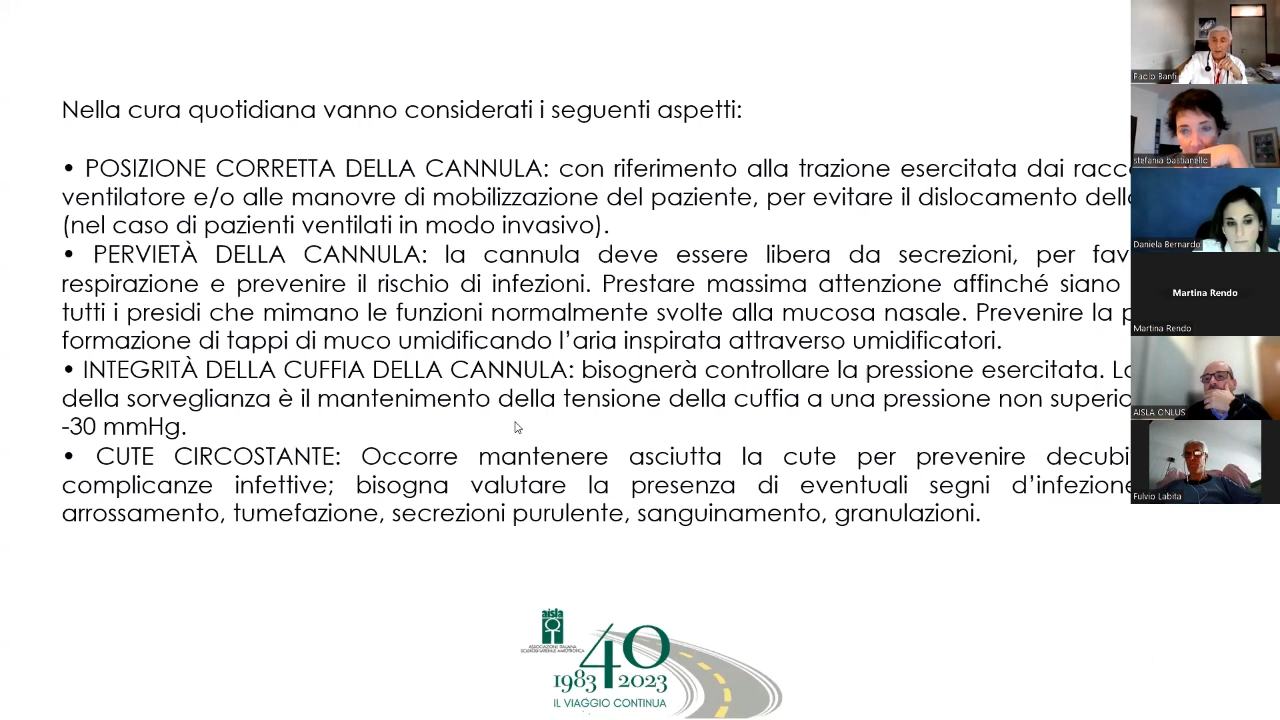 Nella cura quotidiana vanno considerati i seguenti aspetti:
• POSIZIONE CORRETTA DELLA CANNULA: con riferimento alla trazione esercitata dai
ventilatore e/o alle manovre di mobilizzazione del paziente, per evitare il dislocamento
(nel caso di pazienti ventilati in modo invasivo).
• PERVIETÀ DELLA CANNULA: la cannula deve essere libera da secrezioni, per
respirazione e prevenire il rischio di infezioni. Prestare massima attenzione affinché siano
tutti i presidi che mimano le funzioni normalmente svolte alla mucosa nasale. Prevenire la
formazione di tappi di muco umidificando l’aria inspirata attraverso umidificatori.
• INTEGRITÀ DELLA CUFFIA DELLA CANNULA: bisognerà controllare la pressione esercitata.
della sorveglianza è il mantenimento della tensione della cuffia a una pressione non
-30 mmHg.
• CUTE CIRCOSTANTE: Occorre mantenere asciutta la cute per prevenire
complicanze infettive; bisogna valutare la presenza di eventuali segni d’infezione
arrossamento, tumefazione, secrezioni purulente, sanguinamento, granulazioni.
aisla
ASSOCIAZIONE ITALIANA
SCLEROSI LATERALE AMIOTROFICA
40
1983 2023
IL VIAGGIO CONTINUA
Paolo Banfi
stefania bastianello
Daniela Bernardo
Martina Rendo
Martina Rendo
AISLA ONLUS
Fulvio Labita